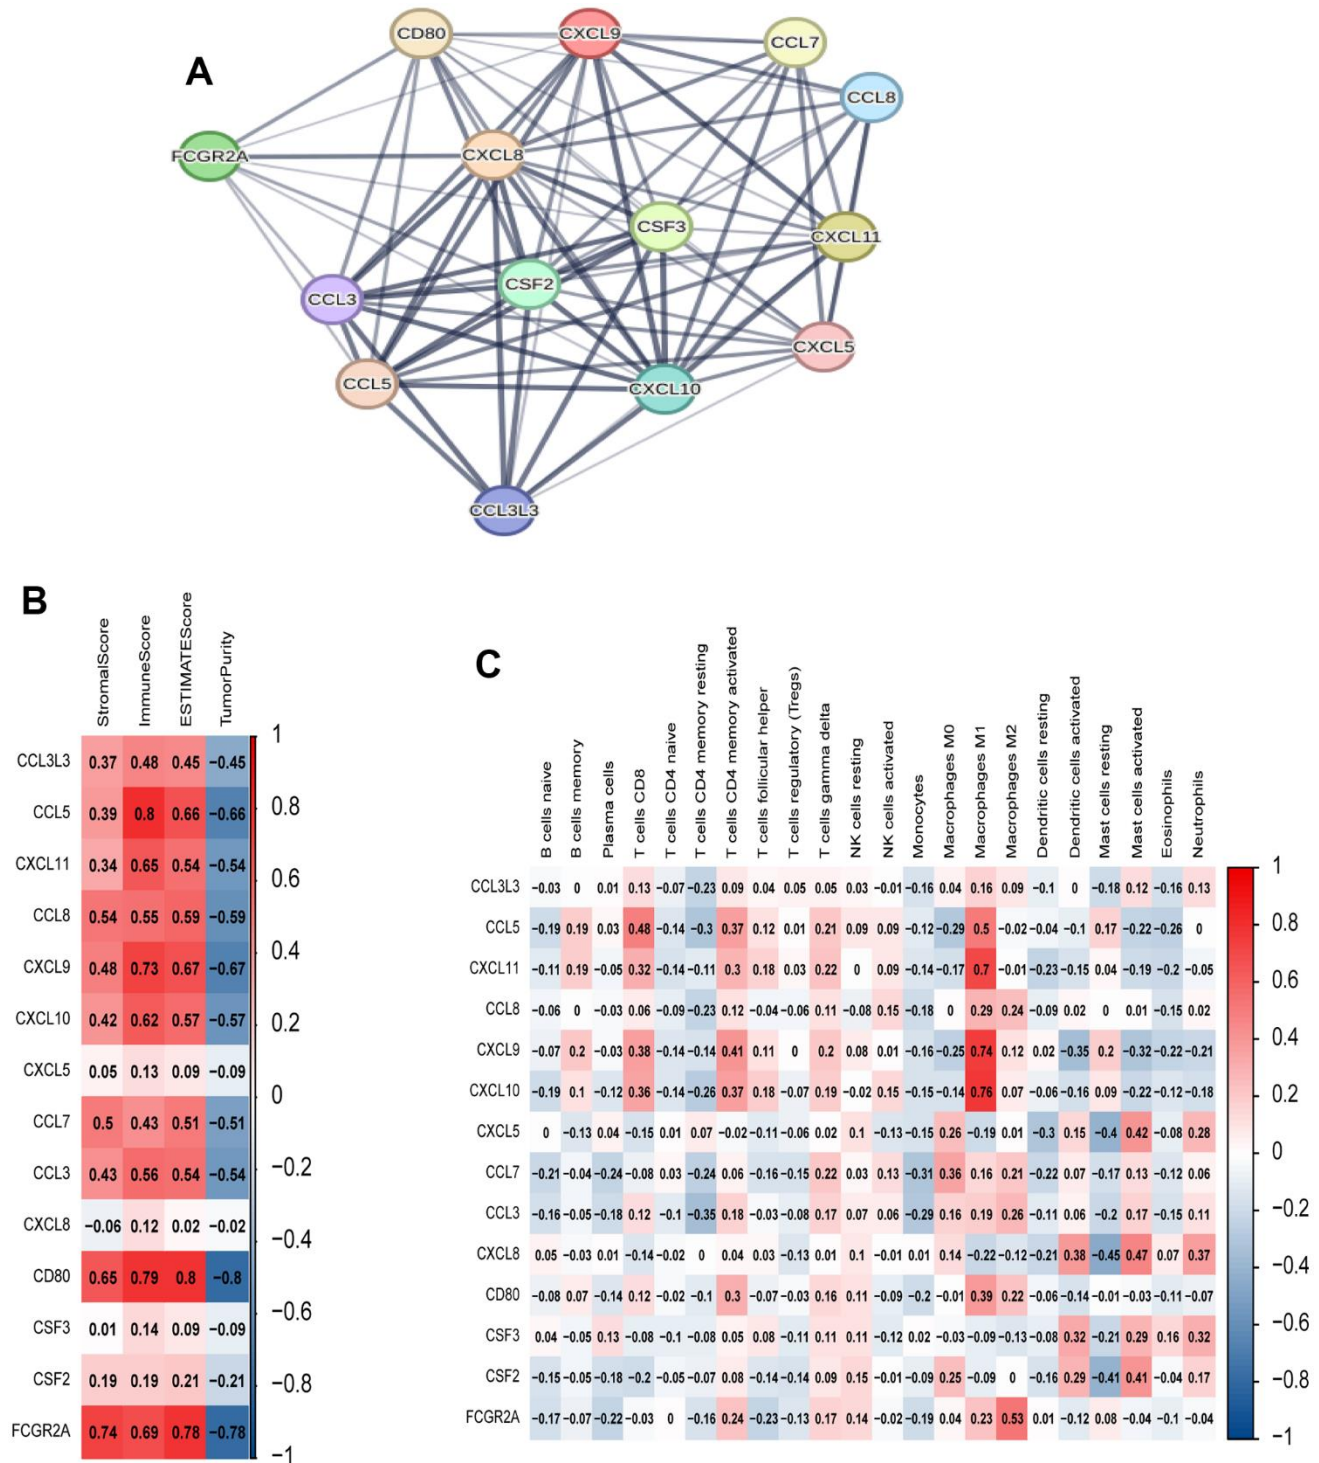 A
CD80
CXCL9
CCL7
CCL8
FCGR2A
CXCL8
CSF3
CXCL11
CSF2
CCL3
CXCL5
CCL5
CXCL10
CCL3L3
B
StromalScore
ImmuneScore
ESTIMATEScore
TumorPurity
CCL3L3 0.37 0.48 0.45 −0.45
CCL5 0.39 0.8 0.66 −0.66
CXCL11 0.34 0.65 0.54 −0.54
CCL8 0.54 0.55 0.59 −0.59
CXCL9 0.48 0.73 0.67 −0.67
CXCL10 0.42 0.62 0.57 −0.57
CXCL5 0.05 0.13 0.09 −0.09
CCL7 0.5 0.43 0.51 −0.51
CCL3 0.43 0.56 0.54 −0.54
CXCL8 −0.06 0.12 0.02 −0.02
CD80 0.65 0.79 0.8 −0.8
CSF3 0.01 0.14 0.09 −0.09
CSF2 0.19 0.19 0.21 −0.21
FCGR2A 0.74 0.69 0.78 −0.78
1
0.8
0.6
0.4
0.2
0
−0.2
−0.4
−0.6
−0.8
−1
C
B cells naive
B cells memory
Plasma cells
T cells CD8
T cells CD4 naive
T cells CD4 memory resting
T cells CD4 memory activated
T cells follicular helper
T cells regulatory (Tregs)
T cells gamma delta
NK cells resting
NK cells activated
Monocytes
Macrophages M0
Macrophages M1
Macrophages M2
Dendritic cells resting
Dendritic cells activated
Mast cells resting
Mast cells activated
Eosinophils
Neutrophils
CCL3L3 −0.03 0 0.01 0.13 −0.07 −0.23 0.09 0.04 0.05 0.05 0.03 −0.01 −0.16 0.04 0.16 0.09 −0.1 0 −0.18 0.12 −0.16 0.13
CCL5 −0.19 0.19 0.03 0.48 −0.14 −0.3 0.37 0.12 0.01 0.21 0.09 0.09 −0.12 −0.29 0.5 −0.02 −0.04 −0.1 0.17 −0.22 −0.26 0
CXCL11 −0.11 0.19 −0.05 0.32 −0.14 −0.11 0.3 0.18 0.03 0.22 0 0.09 −0.14 −0.17 0.7 −0.01 −0.23 −0.15 0.04 −0.19 −0.2 −0.05
CCL8 −0.06 0 −0.03 0.06 −0.09 −0.23 0.12 −0.04 −0.06 0.11 −0.08 0.15 −0.18 0 0.29 0.24 −0.09 0.02 0 0.01 −0.15 0.02
CXCL9 −0.07 0.2 −0.03 0.38 −0.14 −0.14 0.41 0.11 0 0.2 0.08 0.01 −0.16 −0.25 0.74 0.12 0.02 −0.35 0.2 −0.32 −0.22 −0.21
CXCL10 −0.19 0.1 −0.12 0.36 −0.14 −0.26 0.37 0.18 −0.07 0.19 −0.02 0.15 −0.15 −0.14 0.76 0.07 −0.06 −0.16 0.09 −0.22 −0.12 −0.18
CXCL5 0 −0.13 0.04 −0.15 0.01 0.07 −0.02 −0.11 −0.06 0.02 0.1 −0.13 −0.15 0.26 −0.19 0.01 −0.3 0.15 −0.4 0.42 −0.08 0.28
CCL7 −0.21 −0.04 −0.24 −0.08 0.03 −0.24 0.06 −0.16 −0.15 0.22 0.03 0.13 −0.31 0.36 0.16 0.21 −0.22 0.07 −0.17 0.13 −0.12 0.06
CCL3 −0.16 −0.05 −0.18 0.12 −0.1 −0.35 0.18 −0.03 −0.08 0.17 0.07 0.06 −0.29 0.16 0.19 0.26 −0.11 0.06 −0.2 0.17 −0.15 0.11
CXCL8 0.05 −0.03 0.01 −0.14 −0.02 0 0.04 0.03 −0.13 0.01 0.1 −0.01 0.01 0.14 −0.22 −0.12 −0.21 0.38 −0.45 0.47 0.07 0.37
CD80 −0.08 0.07 −0.14 0.12 −0.02 −0.1 0.3 −0.07 −0.03 0.16 0.11 −0.09 −0.2 −0.01 0.39 0.22 −0.06 −0.14 −0.01 −0.03 −0.11 −0.07
CSF3 0.04 −0.05 0.13 −0.08 −0.1 −0.08 0.05 0.08 −0.11 0.11 0.11 −0.12 0.02 −0.03 −0.09 −0.13 −0.08 0.32 −0.21 0.29 0.16 0.32
CSF2 −0.15 −0.05 −0.18 −0.2 −0.05 −0.07 0.08 −0.14 −0.14 0.09 0.15 −0.01 −0.09 0.25 −0.09 0 −0.16 0.29 −0.41 0.41 −0.04 0.17
FCGR2A −0.17 −0.07 −0.22 −0.03 0 −0.16 0.24 −0.23 −0.13 0.17 0.14 −0.02 −0.19 0.04 0.23 0.53 0.01 −0.12 0.08 −0.04 −0.1 −0.04
1
0.8
0.6
0.4
0.2
0
−0.2
−0.4
−0.6
−0.8
−1